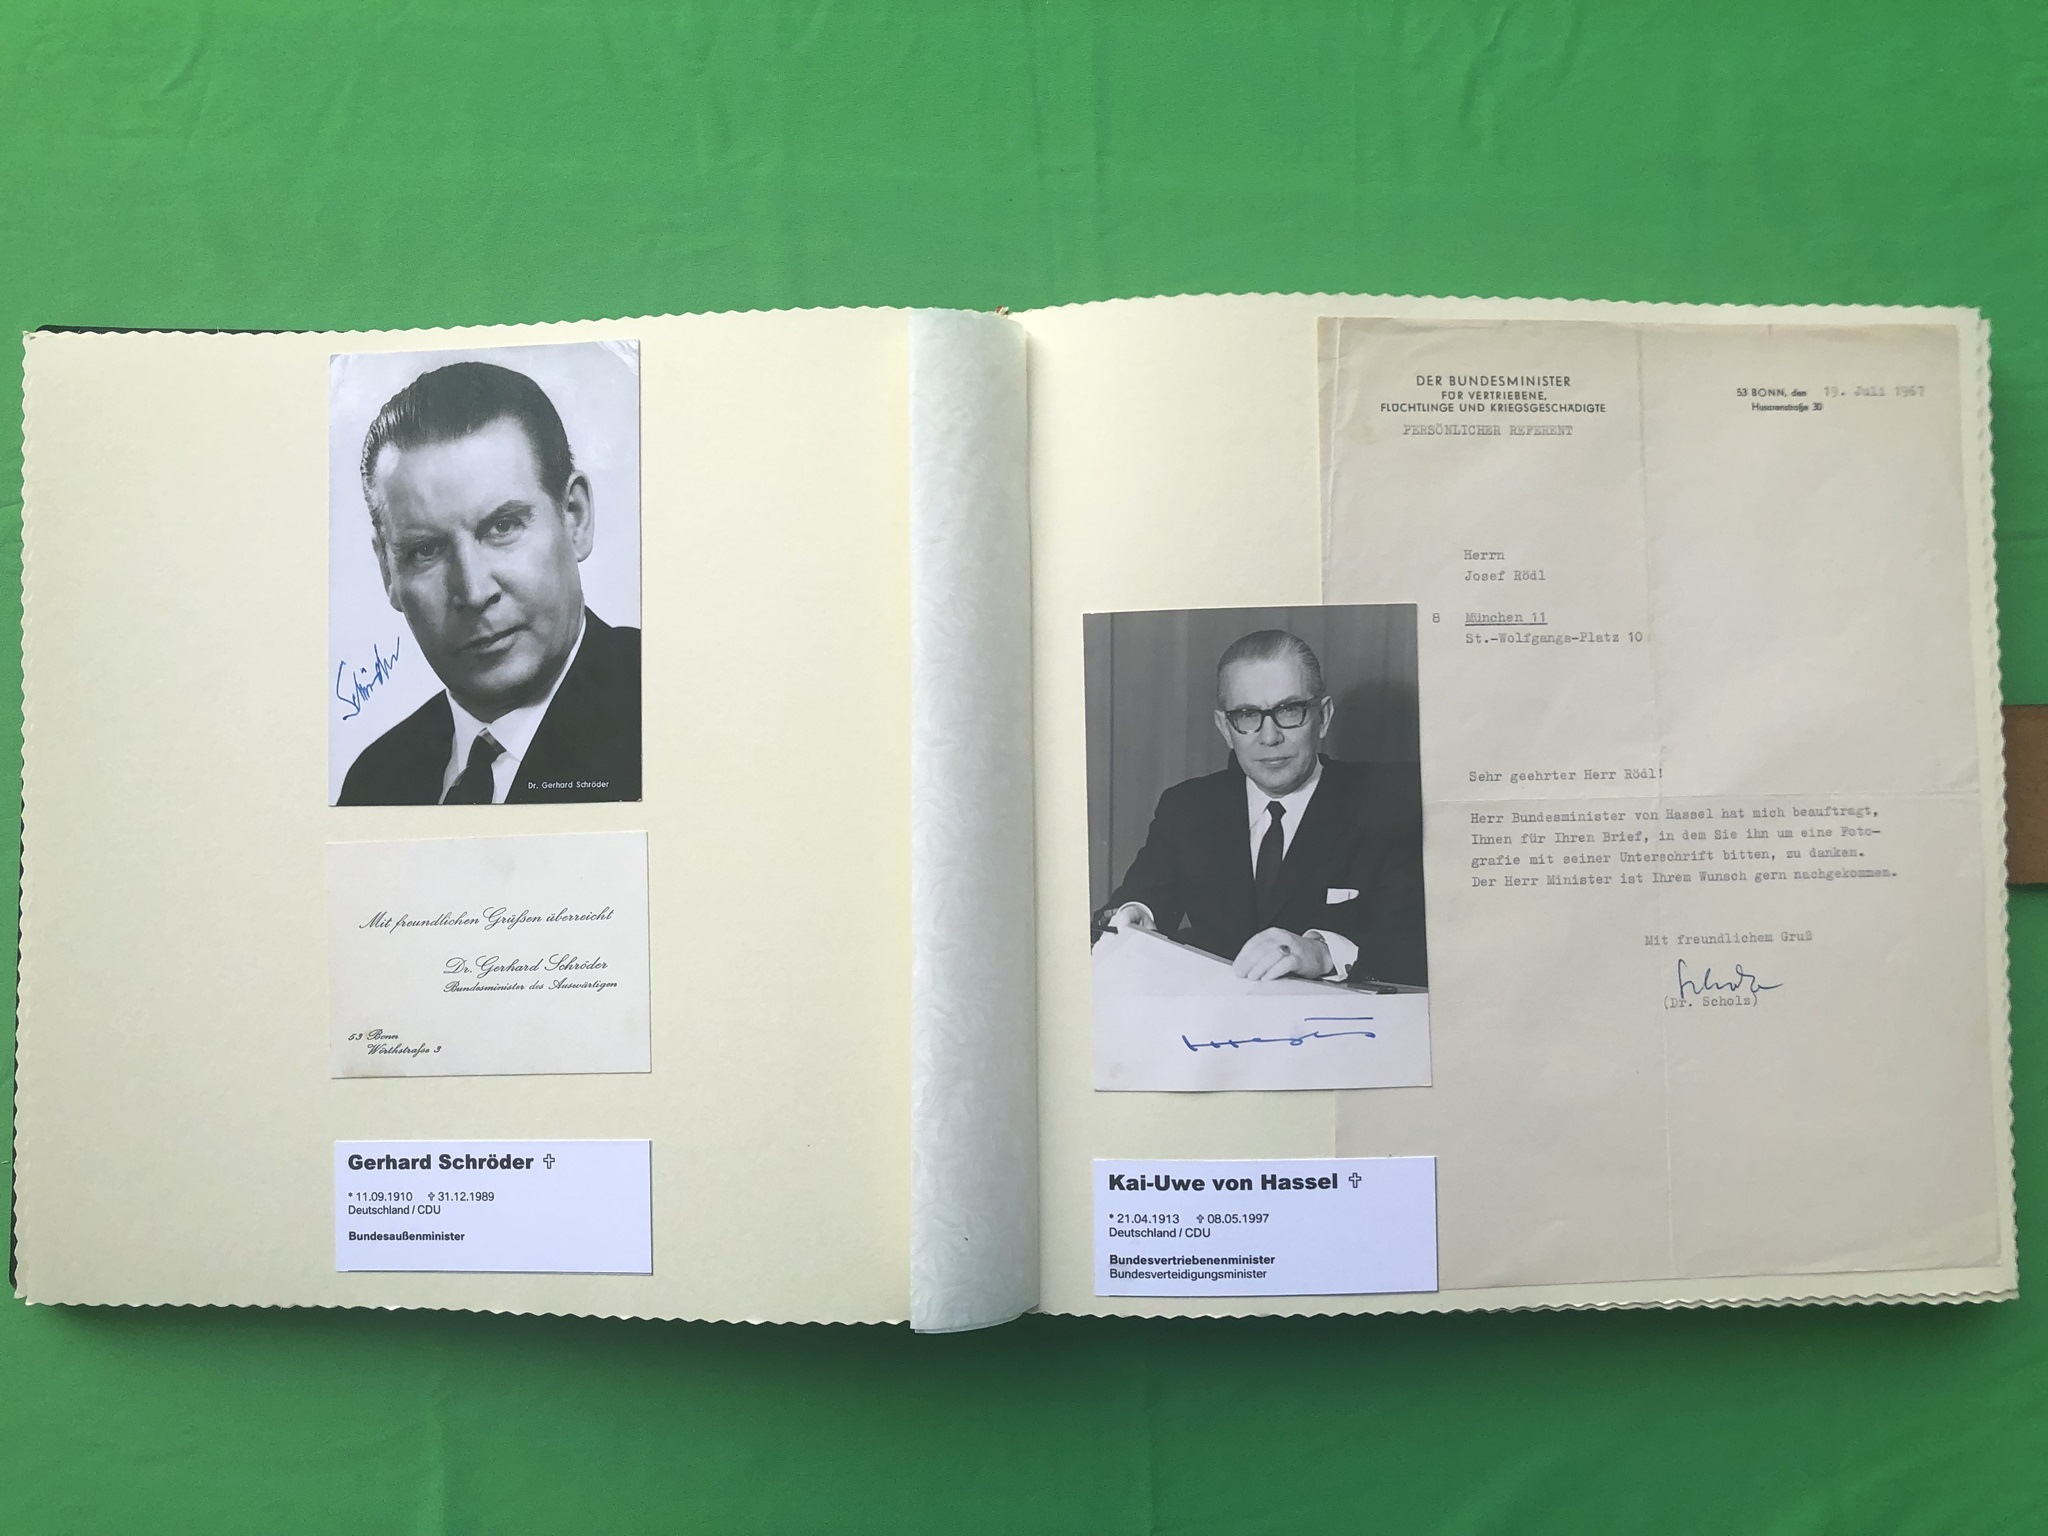 Schröder
Dr. Gerhard Schröder
Mit freundlichen Grüßen überreicht
Dr. Gerhard Schröder
Bundesminister des Auswärtigen
53 Bonn
Wörthstraße 3
Gerhard Schröder ✝
* 11.09.1910 ✝ 31.12.1989
Deutschland / CDU
Bundesaußenminister
DER BUNDESMINISTER
FÜR VERTRIEBENE,
FLÜCHTLINGE UND KRIEGSGESCHÄDIGTE
PERSÖNLICHER REFERENT
53 BONN, den 19. Juli 1967
Husarenstraße 30
Herrn
Josef Rödl
8 München 11
St.-Wolfgangs-Platz 10
Sehr geehrter Herr Rödl!
Herr Bundesminister von Hassel hat mich beauftragt,
Ihnen für Ihren Brief, in dem Sie ihn um eine Foto-
grafie mit seiner Unterschrift bitten, zu danken.
Der Herr Minister ist Ihrem Wunsch gern nachgekommen.
Mit freundlichem Gruß
Scholz
(Dr. Scholz)
Kai-Uwe von Hassel ✝
* 21.04.1913 ✝ 08.05.1997
Deutschland / CDU
Bundesvertriebenenminister
Bundesverteidigungsminister